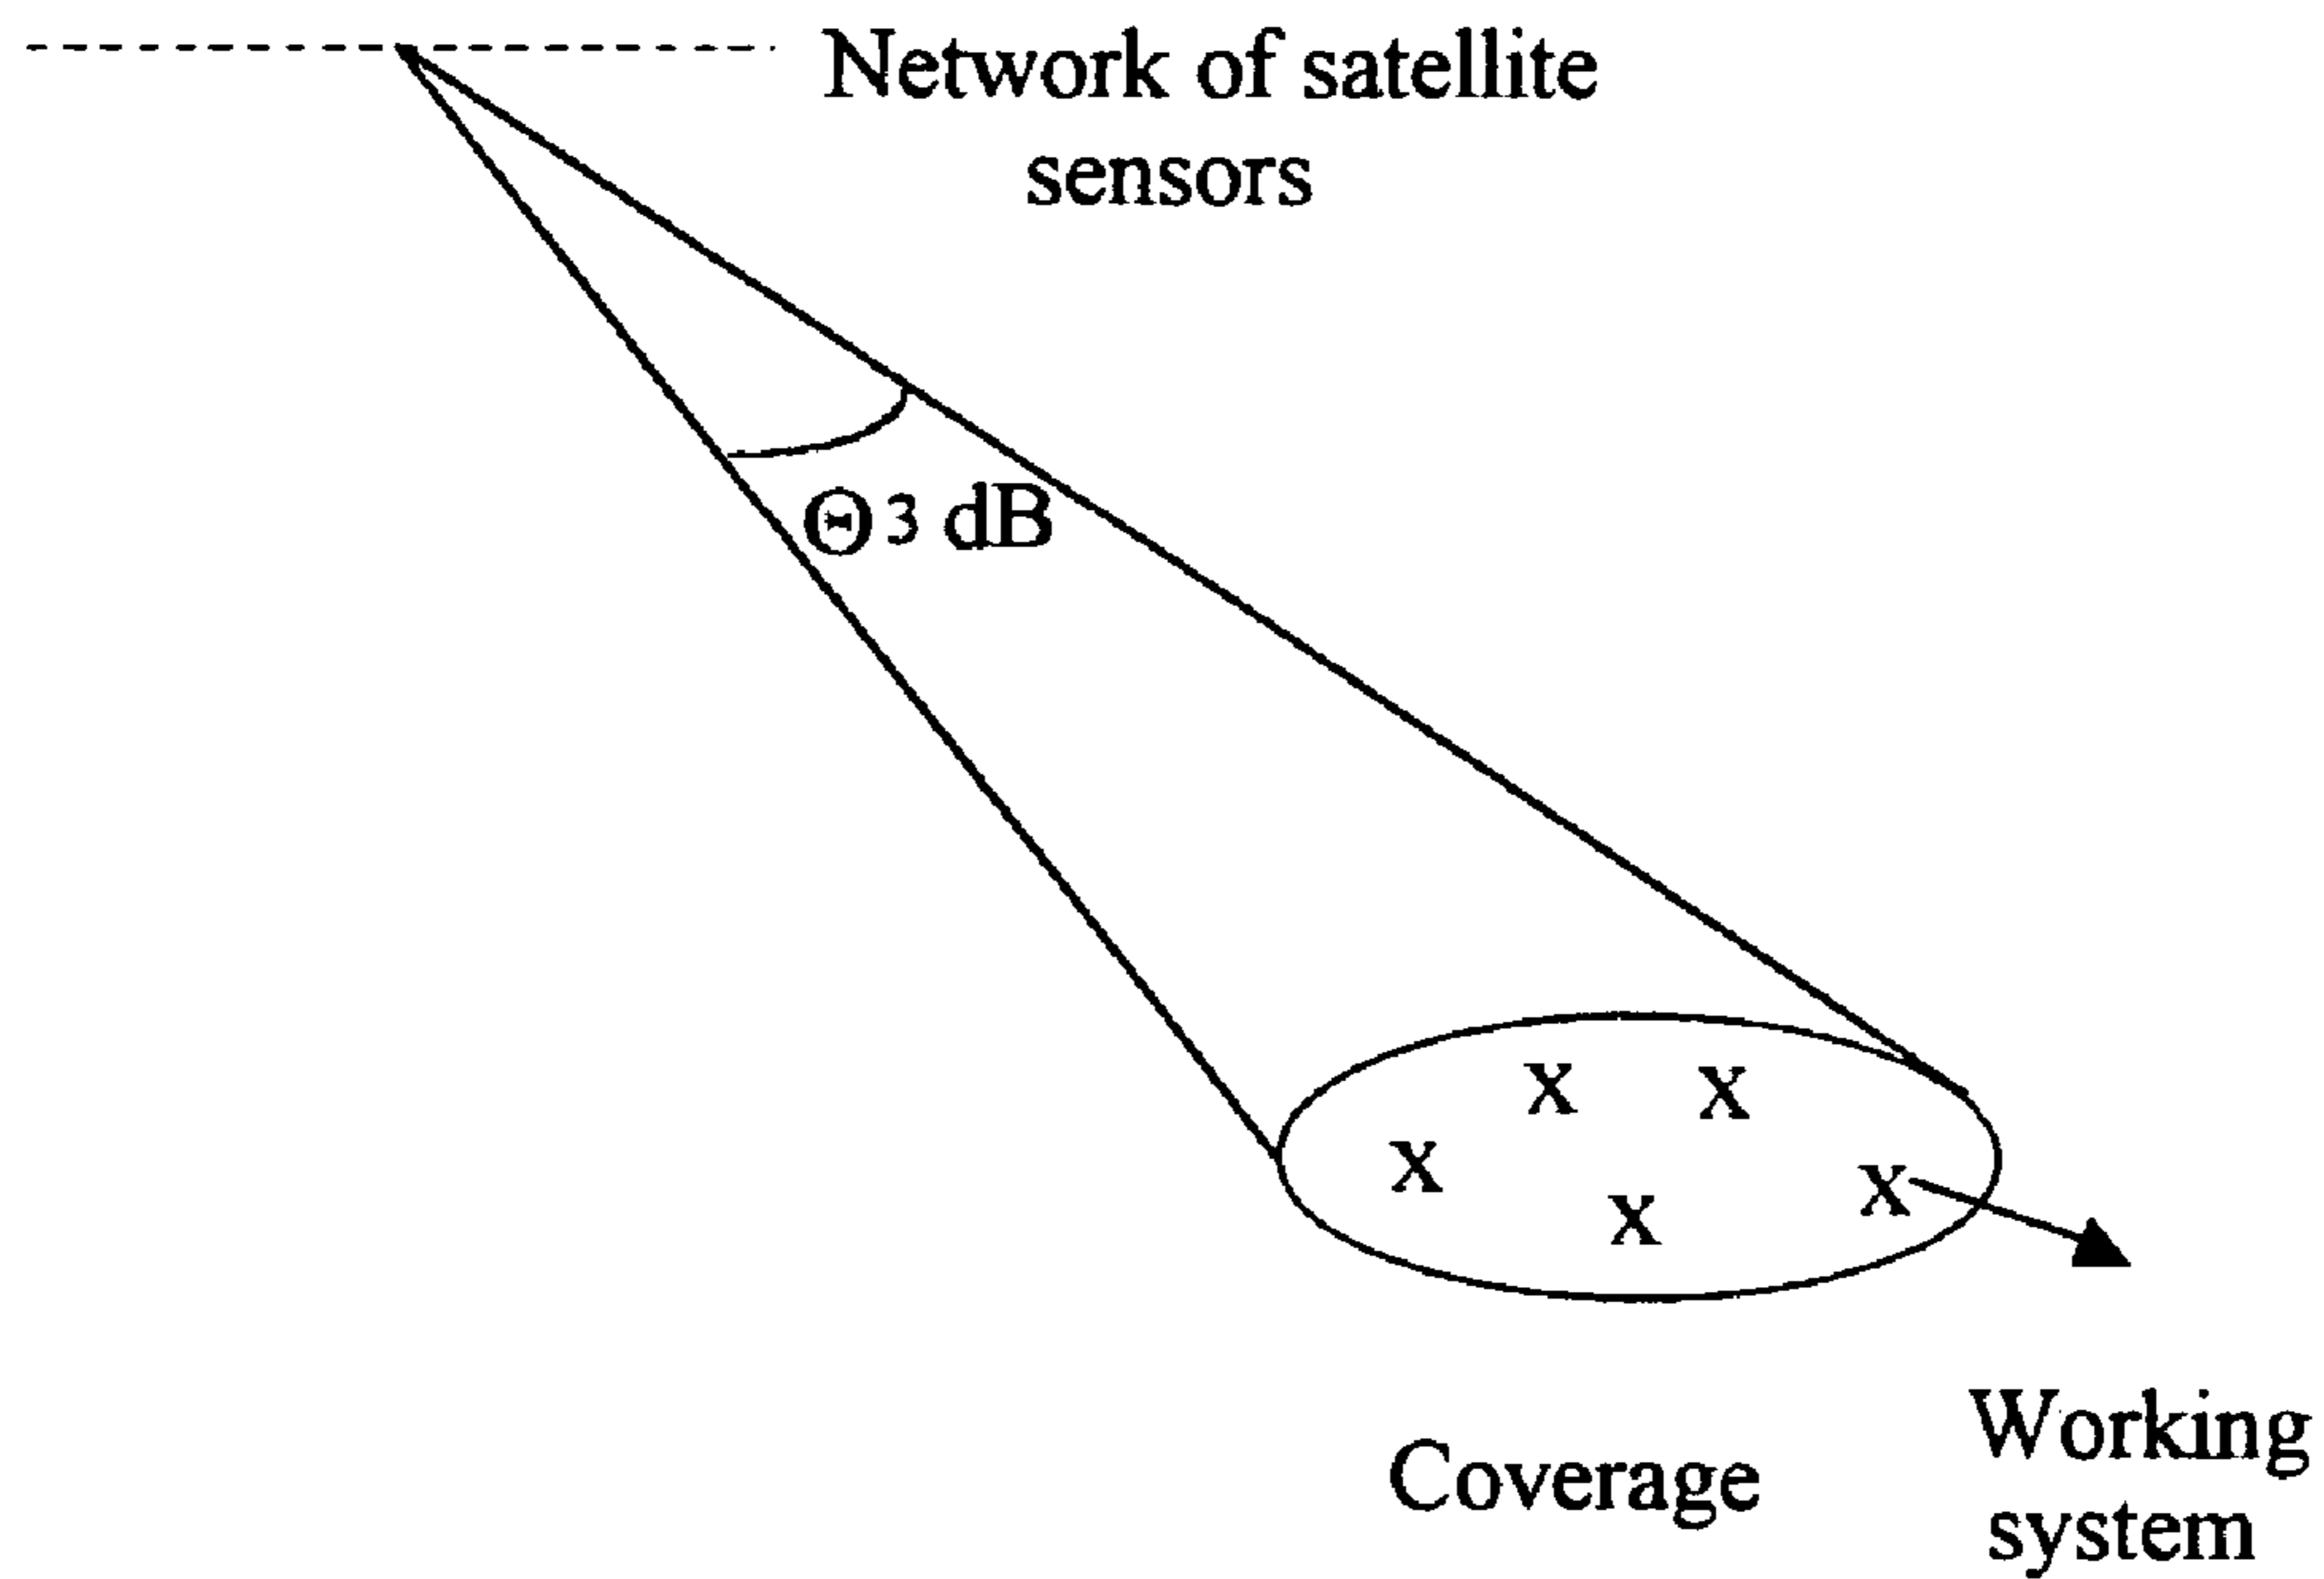 Network of satellite
sensors
Θ3 dB
x x
x
x
x
Coverage
Working
system